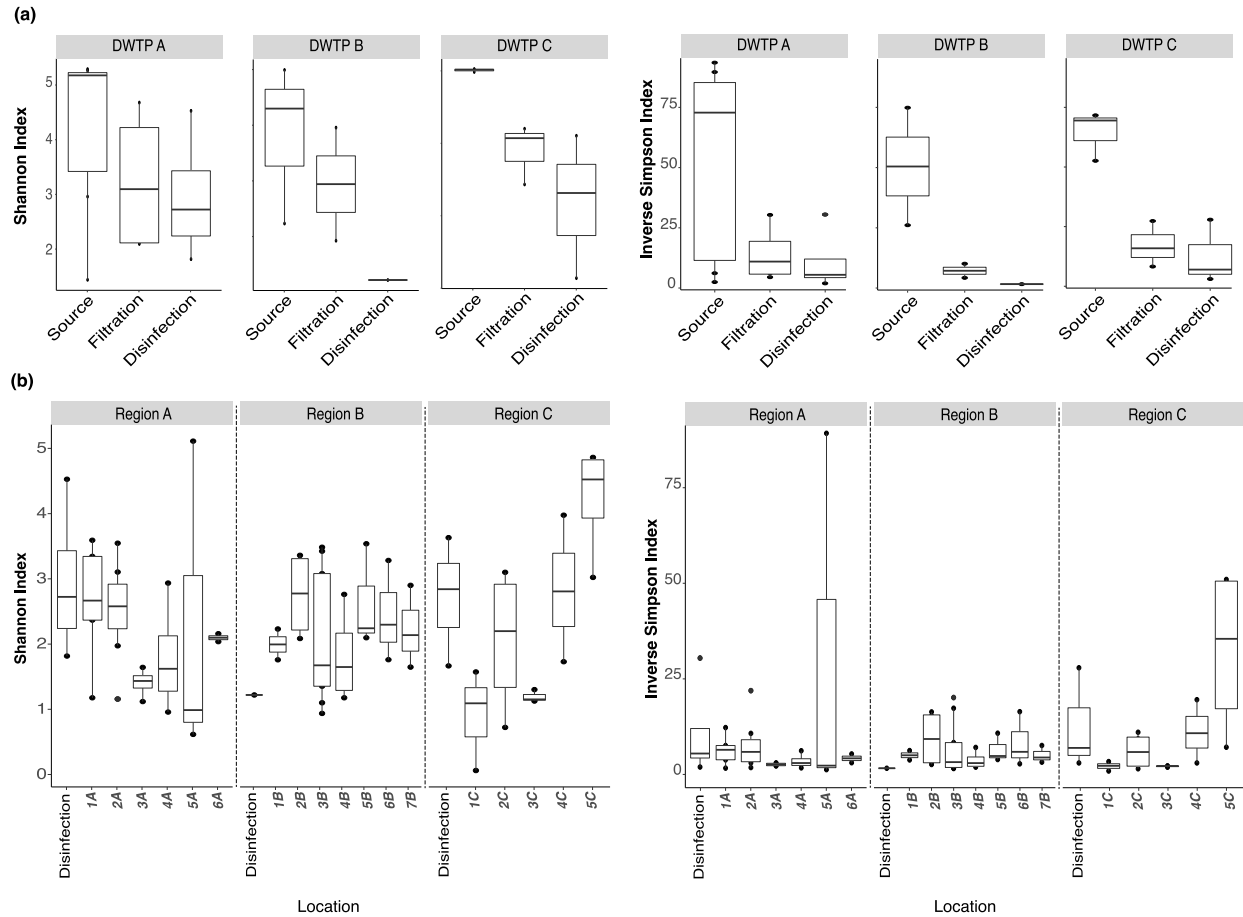 (a)
DWTP A DWTP B DWTP C
Shannon Index
5
4
3
2
Source Filtration Disinfection Source Filtration Disinfection Source Filtration Disinfection
DWTP A DWTP B DWTP C
Inverse Simpson Index
75
50
25
0
Source Filtration Disinfection Source Filtration Disinfection Source Filtration Disinfection
(b)
Region A Region B Region C
Shannon Index
5
4
3
2
1
0
Disinfection 1A 2A 3A 4A 5A 6A Disinfection 1B 2B 3B 4B 5B 6B 7B Disinfection 1C 2C 3C 4C 5C
Location
Region A Region B Region C
Inverse Simpson Index
75
50
25
0
Disinfection 1A 2A 3A 4A 5A 6A Disinfection 1B 2B 3B 4B 5B 6B 7B Disinfection 1C 2C 3C 4C 5C
Location